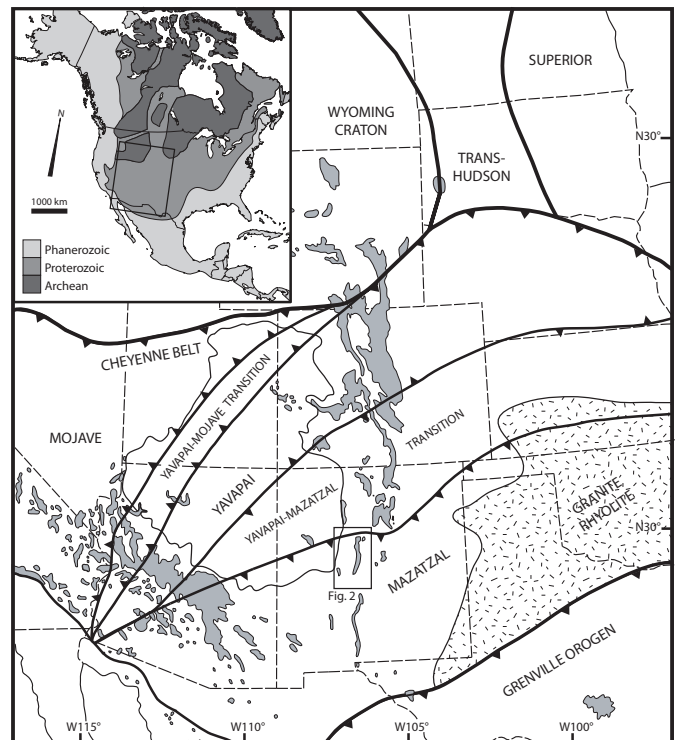 N
1000 km
Phanerozoic
Proterozoic
Archean
SUPERIOR
WYOMING
CRATON
TRANS-
HUDSON
N30°
CHEYENNE BELT
YAVAPAI-MOJAVE TRANSITION
MOJAVE
TRANSITION
YAVAPAI
YAVAPAI-MAZATZAL
GRANITE
RHYOLITE
N30°
MAZATZAL
Fig. 2
GRENVILLE OROGEN
W115°
W110°
W105°
W100°